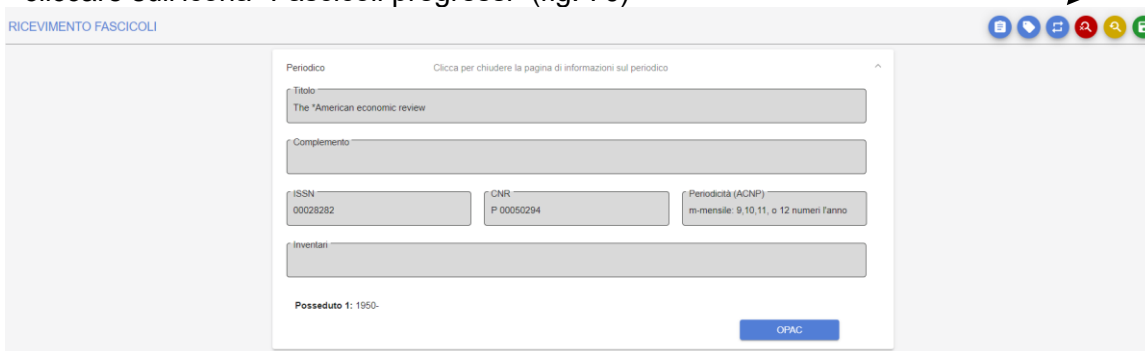 cliccare sull'icona "Fascicoli pregressi" (fig. 76)
RICEVIMENTO FASCICOLI
Periodico Clicca per chiudere la pagina di informazioni sul periodico
Titolo
The *American economic review
Complemento
ISSN CNR Periodicità (ACNP)
00028282 P 00050294 m-mensile: 9,10,11, o 12 numeri l'anno
Inventari
Posseduto 1: 1950-
OPAC